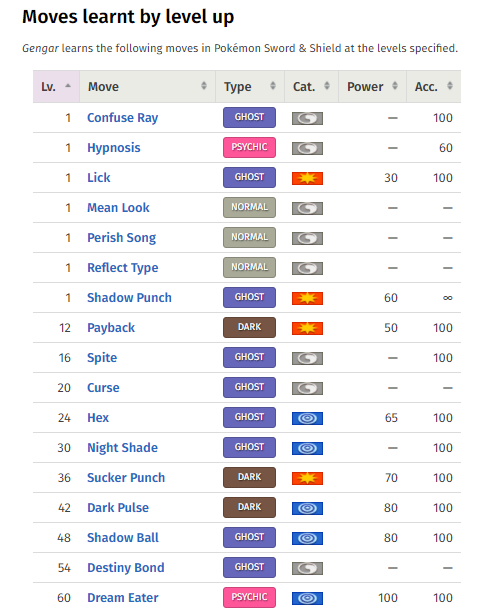 Moves learnt by level up
Gengar learns the following moves in Pokémon Sword & Shield at the levels specified.
Lv. Move Type Cat. Power Acc.
1 Confuse Ray GHOST — 100
1 Hypnosis PSYCHIC — 60
1 Lick GHOST 30 100
1 Mean Look NORMAL — —
1 Perish Song NORMAL — —
1 Reflect Type NORMAL — —
1 Shadow Punch GHOST 60 ∞
12 Payback DARK 50 100
16 Spite GHOST — 100
20 Curse GHOST — —
24 Hex GHOST 65 100
30 Night Shade GHOST — 100
36 Sucker Punch DARK 70 100
42 Dark Pulse DARK 80 100
48 Shadow Ball GHOST 80 100
54 Destiny Bond GHOST — —
60 Dream Eater PSYCHIC 100 100